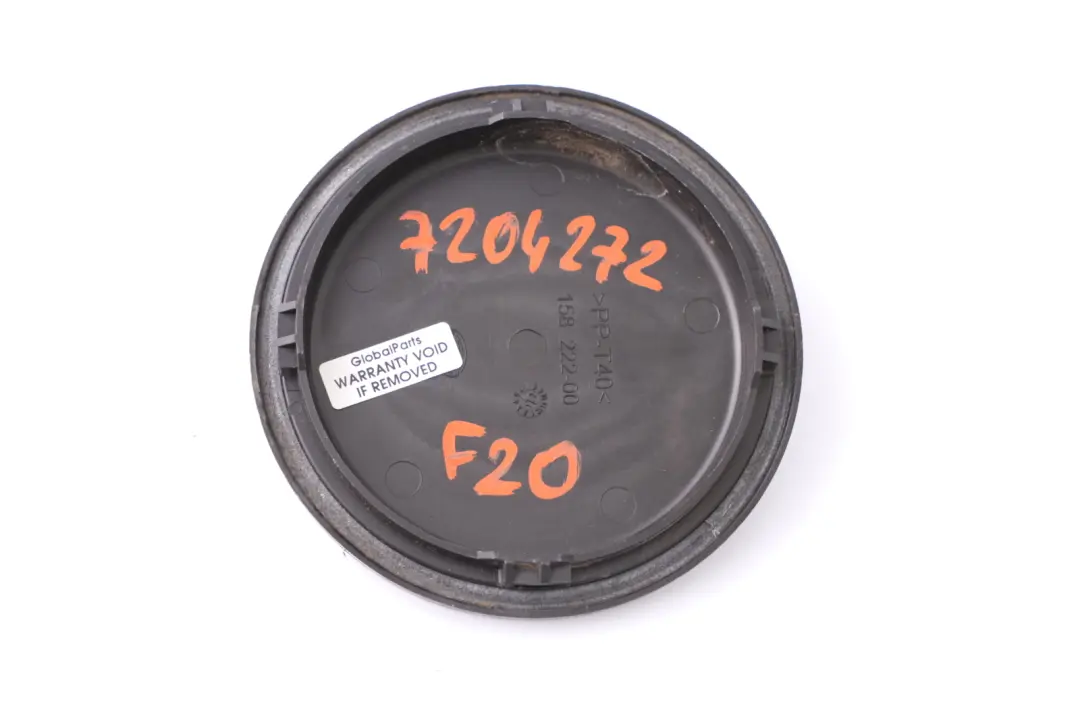 7204272
>PP-T40<
158 222-00
GlobalParts
WARRANTY VOID
IF REMOVED
F20